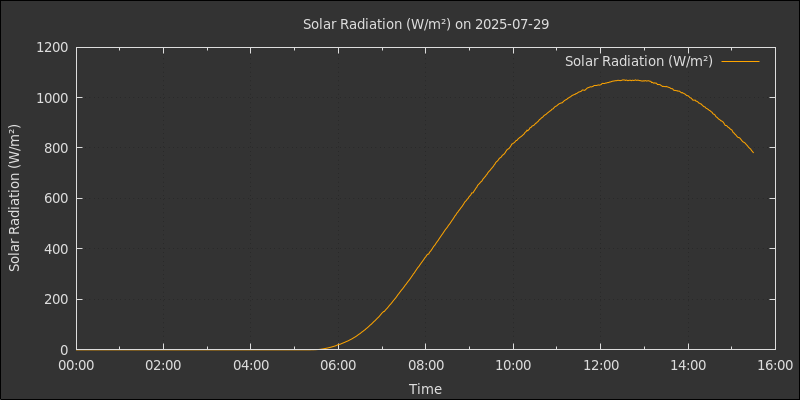 Solar Radiation (W/m²) on 2025-07-29
Solar Radiation (W/m²)
Solar Radiation (W/m²)
1200
1000
800
600
400
200
0
00:00 02:00 04:00 06:00 08:00 10:00 12:00 14:00 16:00
Time